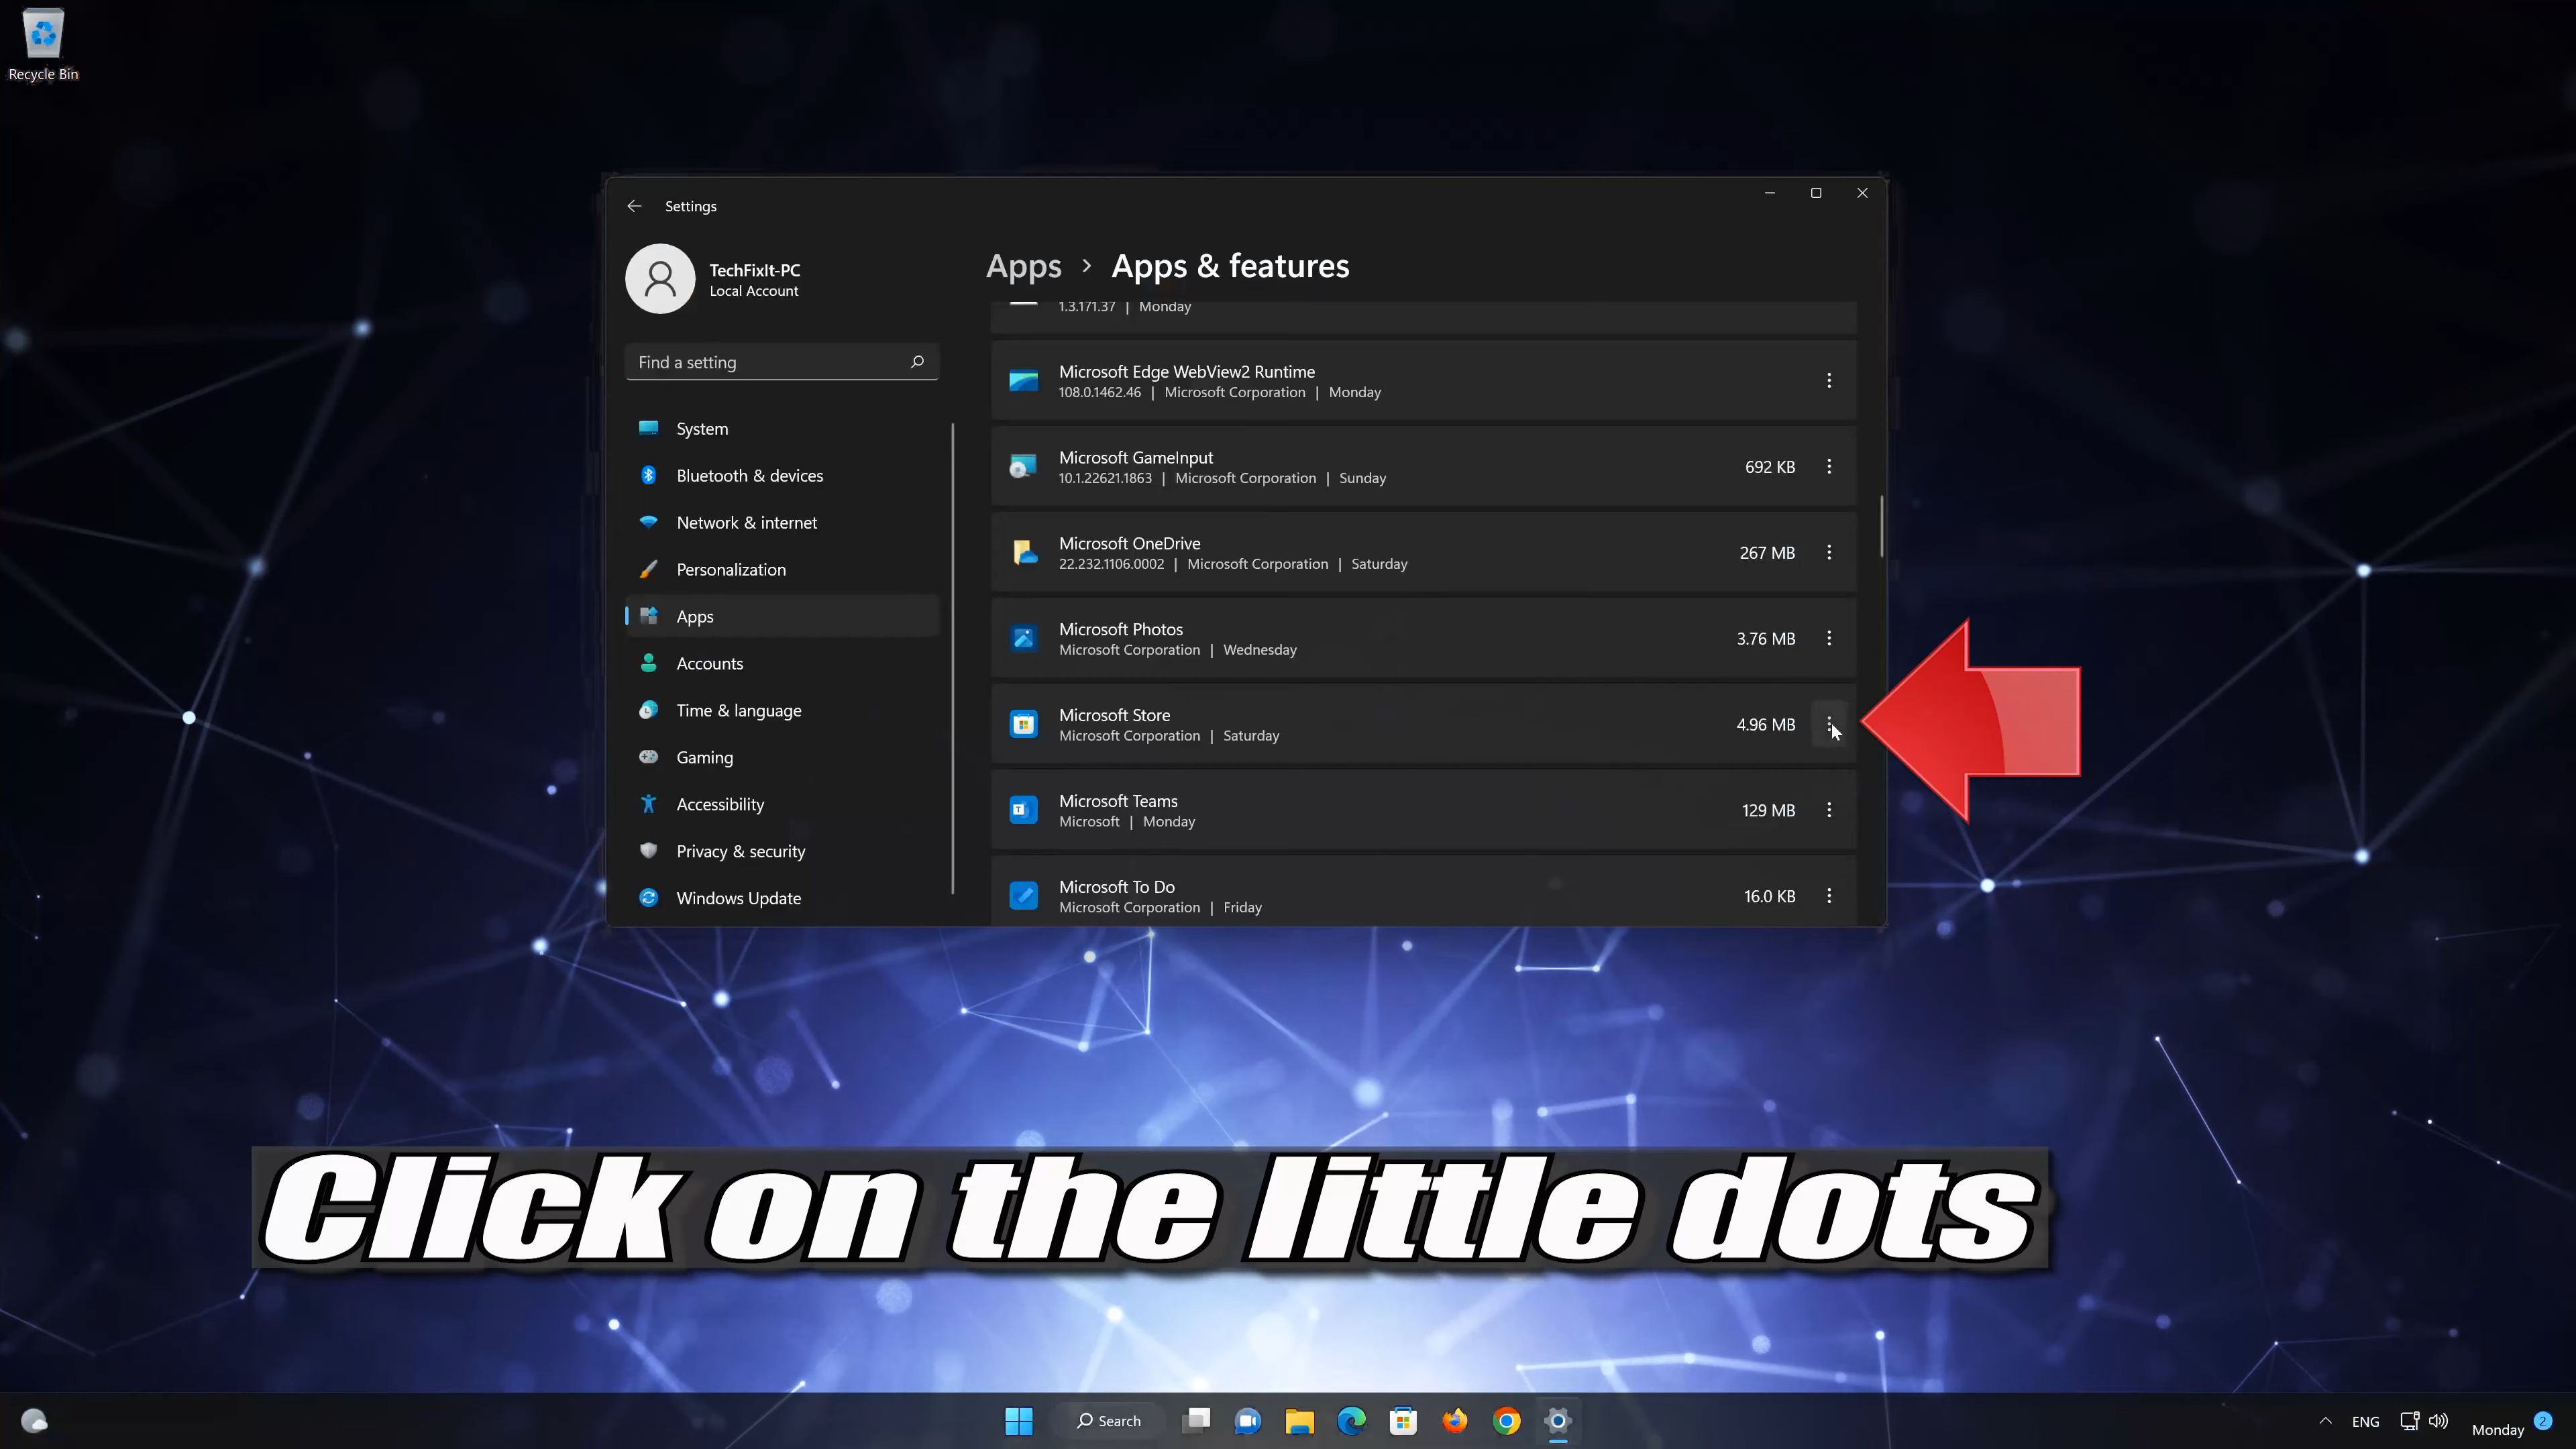 Recycle Bin
Settings
TechFixIt-PC
Local Account
Find a setting
System
Bluetooth & devices
Network & internet
Personalization
Apps
Accounts
Time & language
Gaming
Accessibility
Privacy & security
Windows Update
Apps > Apps & features
1.3.171.37 | Monday
Microsoft Edge WebView2 Runtime
108.0.1462.46 | Microsoft Corporation | Monday
Microsoft GameInput
10.1.22621.1863 | Microsoft Corporation | Sunday
692 KB
Microsoft OneDrive
22.232.1106.0002 | Microsoft Corporation | Saturday
267 MB
Microsoft Photos
Microsoft Corporation | Wednesday
3.76 MB
Microsoft Store
Microsoft Corporation | Saturday
4.96 MB
Microsoft Teams
Microsoft | Monday
129 MB
Microsoft To Do
Microsoft Corporation | Friday
16.0 KB
Click on the little dots
Search
ENG
Monday
2